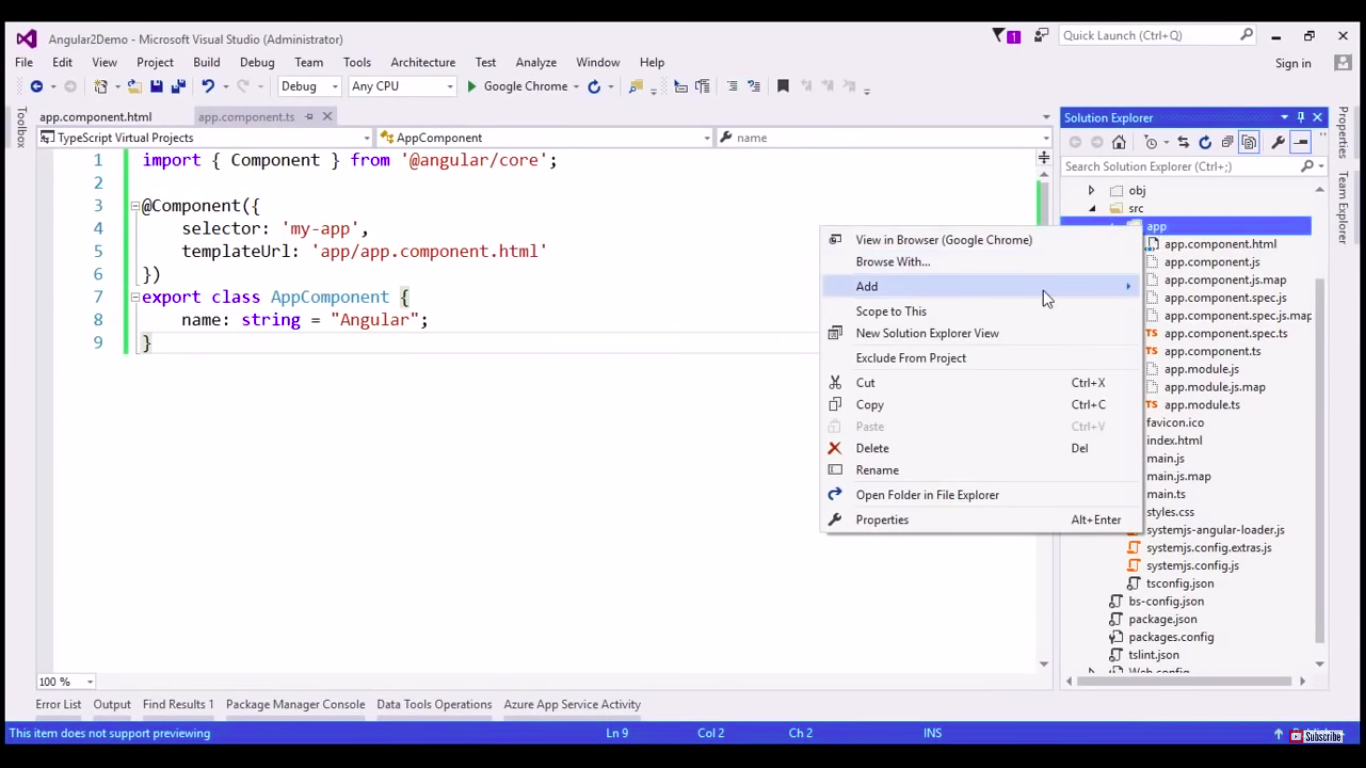 Angular2Demo - Microsoft Visual Studio (Administrator)
1
Quick Launch (Ctrl+Q)
File Edit View Project Build Debug Team Tools Architecture Test Analyze Window Help
Sign in
Debug Any CPU Google Chrome
Toolbox
app.component.html app.component.ts
TypeScript Virtual Projects AppComponent name
1 import { Component } from '@angular/core';
2
3 @Component({
4 selector: 'my-app',
5 templateUrl: 'app/app.component.html'
6 })
7 export class AppComponent {
8 name: string = "Angular";
9 }
100 %
View in Browser (Google Chrome)
Browse With...
Add
Scope to This
New Solution Explorer View
Exclude From Project
Cut Ctrl+X
Copy Ctrl+C
Paste Ctrl+V
Delete Del
Rename
Open Folder in File Explorer
Properties Alt+Enter
Solution Explorer
Search Solution Explorer (Ctrl+;)
obj
src
app
app.component.html
app.component.js
app.component.js.map
app.component.spec.js
app.component.spec.js.map
TS app.component.spec.ts
TS app.component.ts
app.module.js
app.module.js.map
TS app.module.ts
favicon.ico
index.html
main.js
main.js.map
main.ts
styles.css
systemjs-angular-loader.js
systemjs.config.extras.js
systemjs.config.js
tsconfig.json
bs-config.json
package.json
packages.config
tslint.json
Web.config
Properties
Team Explorer
Error List Output Find Results 1 Package Manager Console Data Tools Operations Azure App Service Activity
This item does not support previewing Ln 9 Col 2 Ch 2 INS
Subscribe